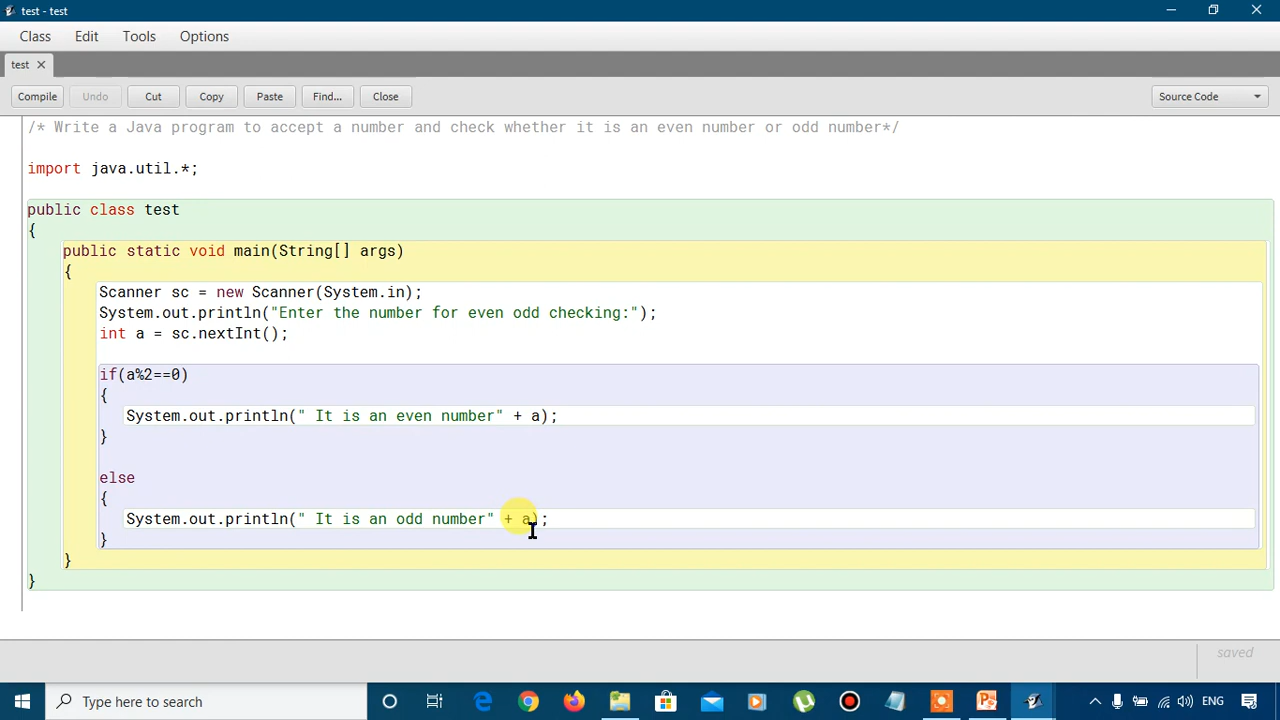 test - test
Class Edit Tools Options
test
Compile Undo Cut Copy Paste Find... Close Source Code
/* Write a Java program to accept a number and check whether it is an even number or odd number*/
import java.util.*;
public class test
{
public static void main(String[] args)
{
Scanner sc = new Scanner(System.in);
System.out.println("Enter the number for even odd checking:");
int a = sc.nextInt();
if(a%2==0)
{
System.out.println(" It is an even number" + a);
}
else
{
System.out.println(" It is an odd number" + a);
}
}
}
saved
Type here to search ENG